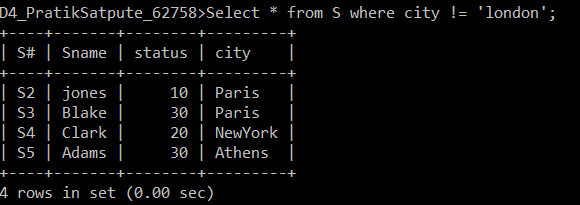 D4_PratikSatpute_62758>Select * from S where city != 'london';
+----+-------+--------+---------+
| S# | Sname | status | city    |
+----+-------+--------+---------+
| S2 | jones |     10 | Paris   |
| S3 | Blake |     30 | Paris   |
| S4 | Clark |     20 | NewYork |
| S5 | Adams |     30 | Athens  |
+----+-------+--------+---------+
4 rows in set (0.00 sec)